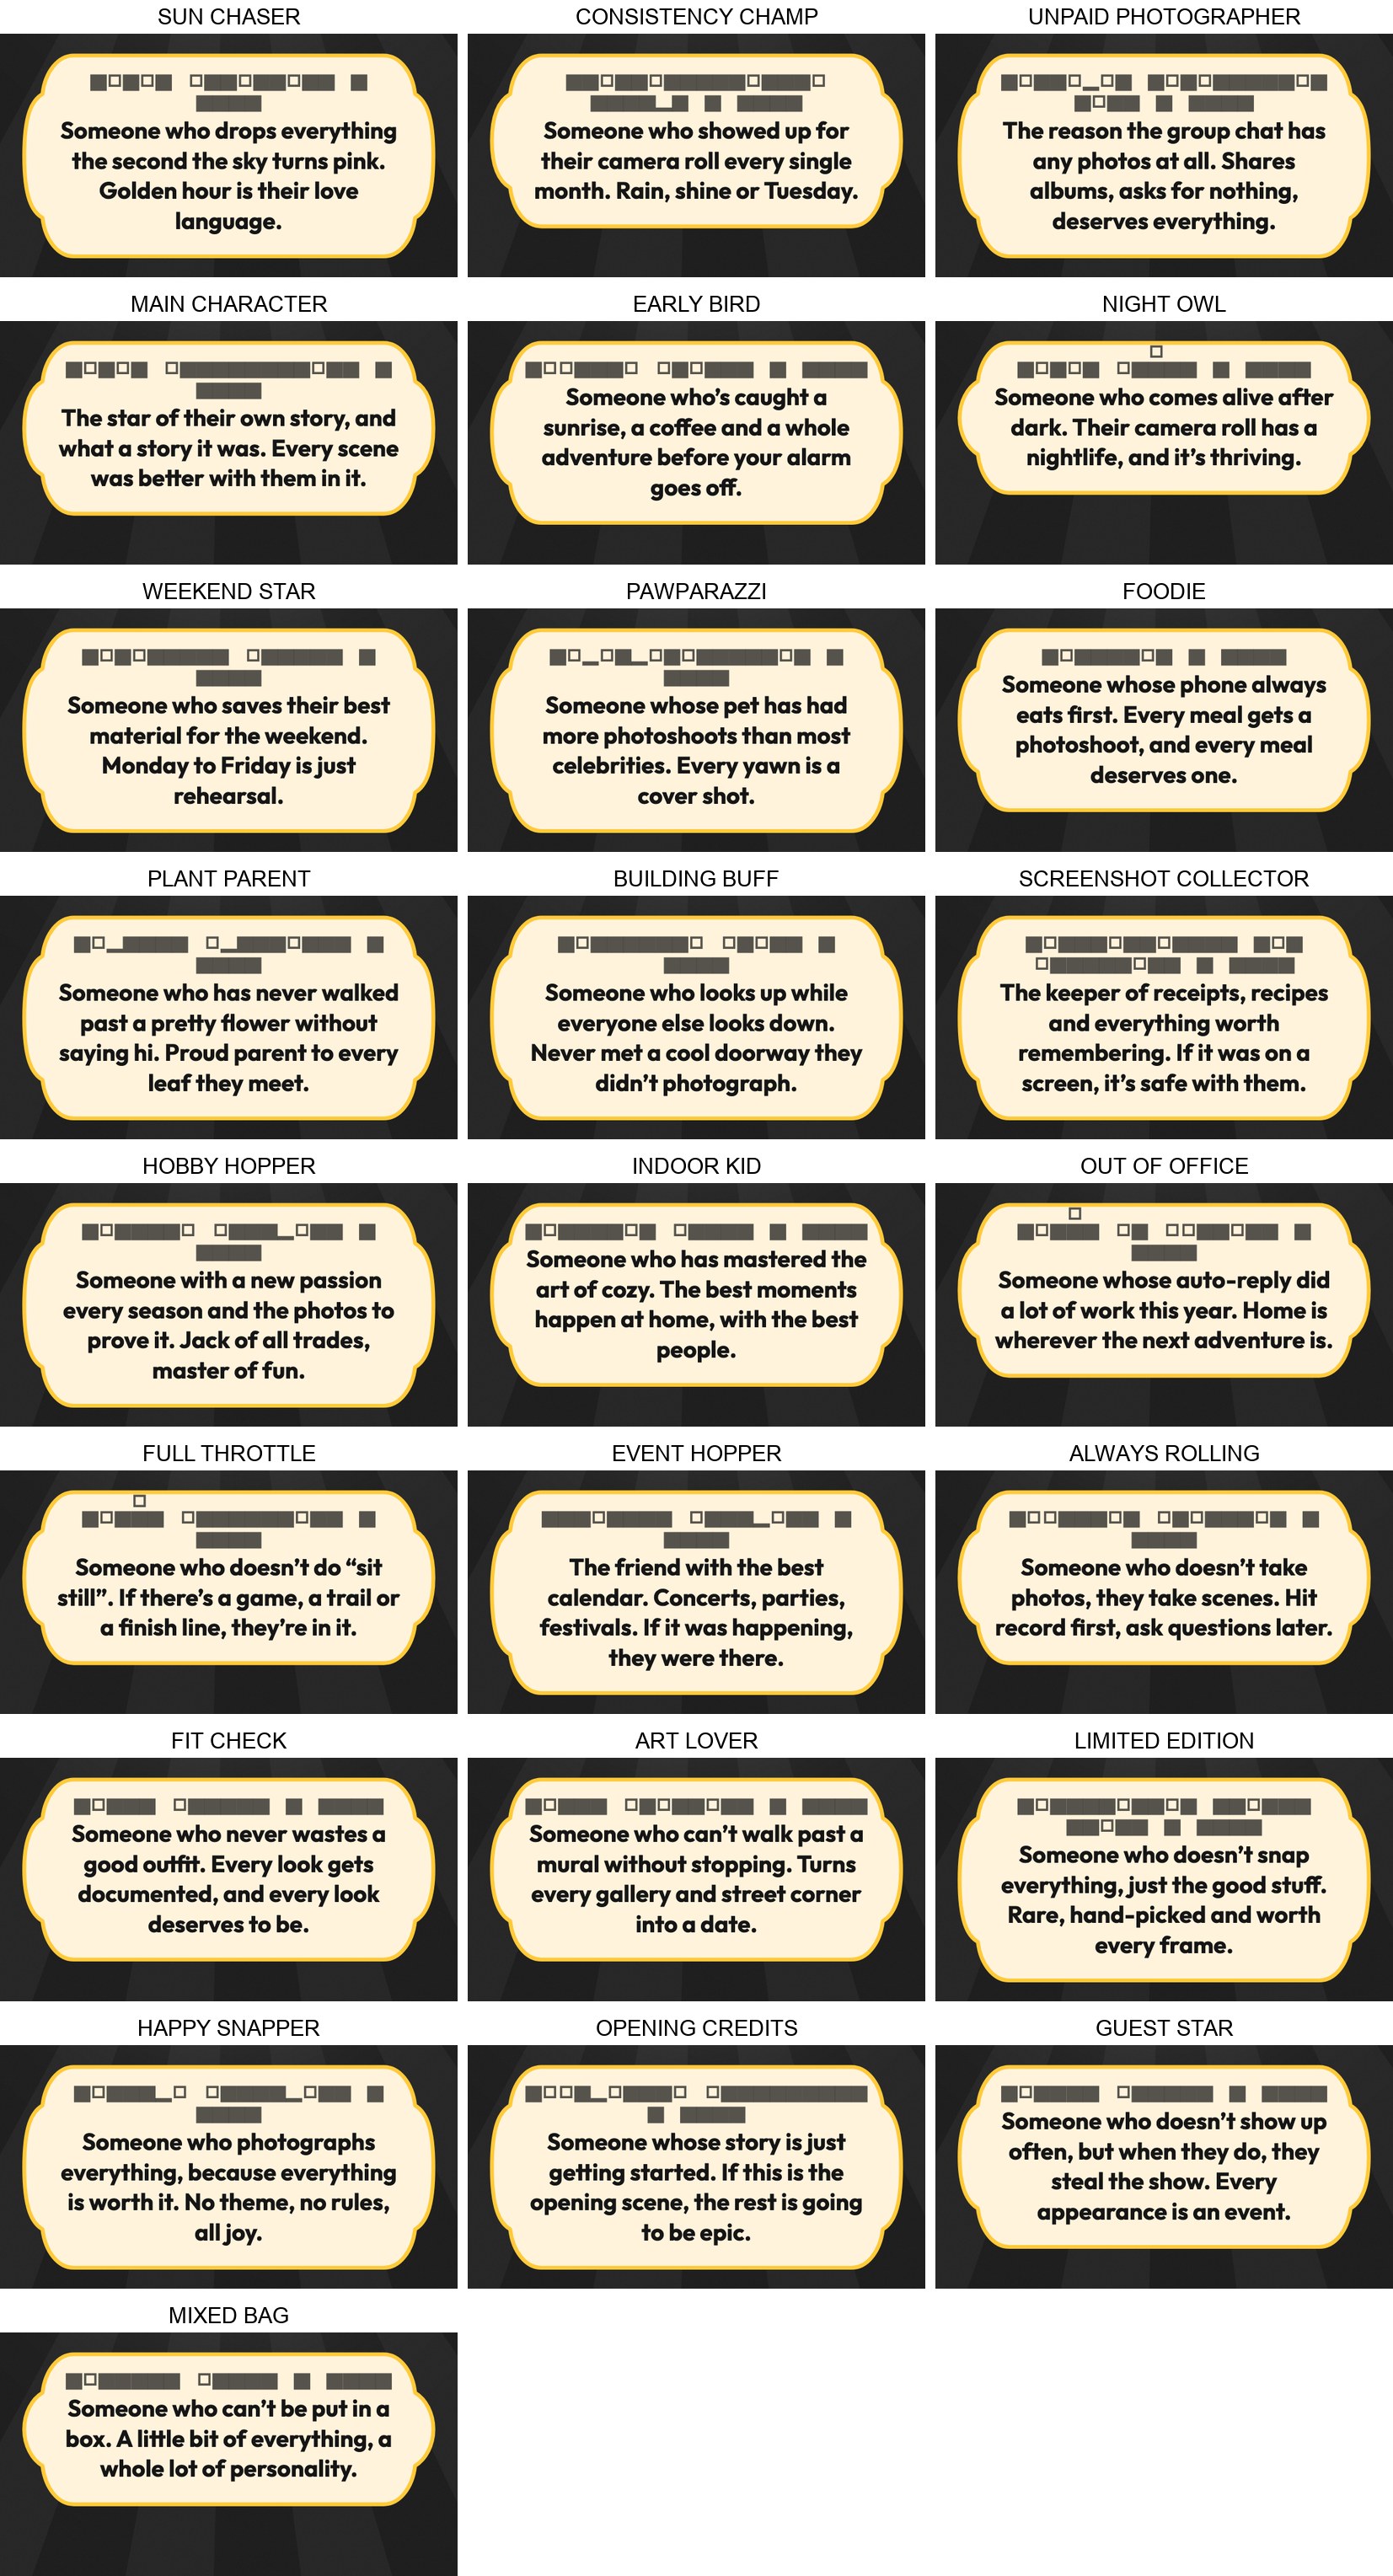 SUN CHASER
Someone who drops everything
the second the sky turns pink.
Golden hour is their love
language.
CONSISTENCY CHAMP
Someone who showed up for
their camera roll every single
month. Rain, shine or Tuesday.
UNPAID PHOTOGRAPHER
The reason the group chat has
any photos at all. Shares
albums, asks for nothing,
deserves everything.
MAIN CHARACTER
The star of their own story, and
what a story it was. Every scene
was better with them in it.
EARLY BIRD
Someone who’s caught a
sunrise, a coffee and a whole
adventure before your alarm
goes off.
NIGHT OWL
Someone who comes alive after
dark. Their camera roll has a
nightlife, and it’s thriving.
WEEKEND STAR
Someone who saves their best
material for the weekend.
Monday to Friday is just
rehearsal.
PAWPARAZZI
Someone whose pet has had
more photoshoots than most
celebrities. Every yawn is a
cover shot.
FOODIE
Someone whose phone always
eats first. Every meal gets a
photoshoot, and every meal
deserves one.
PLANT PARENT
Someone who has never walked
past a pretty flower without
saying hi. Proud parent to every
leaf they meet.
BUILDING BUFF
Someone who looks up while
everyone else looks down.
Never met a cool doorway they
didn’t photograph.
SCREENSHOT COLLECTOR
The keeper of receipts, recipes
and everything worth
remembering. If it was on a
screen, it’s safe with them.
HOBBY HOPPER
Someone with a new passion
every season and the photos to
prove it. Jack of all trades,
master of fun.
INDOOR KID
Someone who has mastered the
art of cozy. The best moments
happen at home, with the best
people.
OUT OF OFFICE
Someone whose auto-reply did
a lot of work this year. Home is
wherever the next adventure is.
FULL THROTTLE
Someone who doesn’t do “sit
still”. If there’s a game, a trail or
a finish line, they’re in it.
EVENT HOPPER
The friend with the best
calendar. Concerts, parties,
festivals. If it was happening,
they were there.
ALWAYS ROLLING
Someone who doesn’t take
photos, they take scenes. Hit
record first, ask questions later.
FIT CHECK
Someone who never wastes a
good outfit. Every look gets
documented, and every look
deserves to be.
ART LOVER
Someone who can’t walk past a
mural without stopping. Turns
every gallery and street corner
into a date.
LIMITED EDITION
Someone who doesn’t snap
everything, just the good stuff.
Rare, hand-picked and worth
every frame.
HAPPY SNAPPER
Someone who photographs
everything, because everything
is worth it. No theme, no rules,
all joy.
OPENING CREDITS
Someone whose story is just
getting started. If this is the
opening scene, the rest is going
to be epic.
GUEST STAR
Someone who doesn’t show up
often, but when they do, they
steal the show. Every
appearance is an event.
MIXED BAG
Someone who can’t be put in a
box. A little bit of everything, a
whole lot of personality.